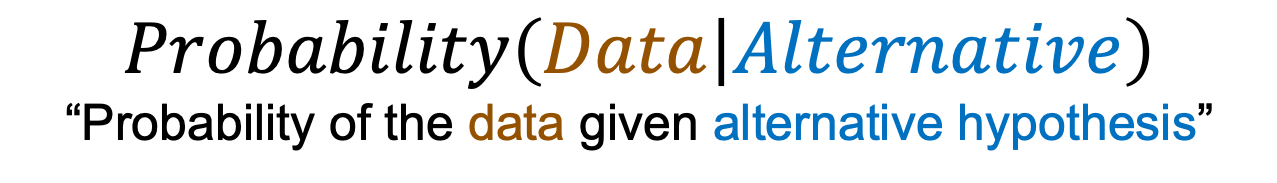 Probability(Data|Alternative)
“Probability of the data given alternative hypothesis”